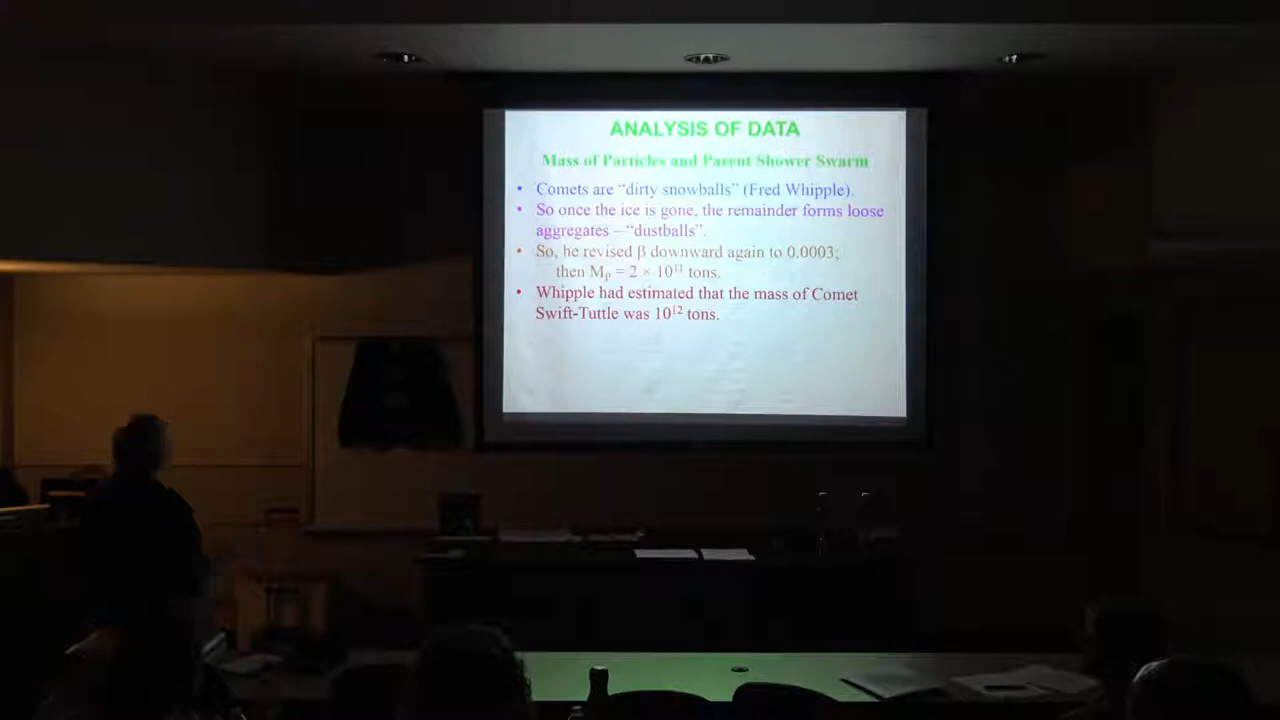 ANALYSIS OF DATA
Mass of Particles and Parent Shower Swarm
• Comets are “dirty snowballs” (Fred Whipple).
• So once the ice is gone, the remainder forms loose
aggregates – “dustballs”.
• So, he revised β downward again to 0.0003;
then Mₚ = 2 × 10¹¹ tons.
• Whipple had estimated that the mass of Comet
Swift-Tuttle was 10¹² tons.